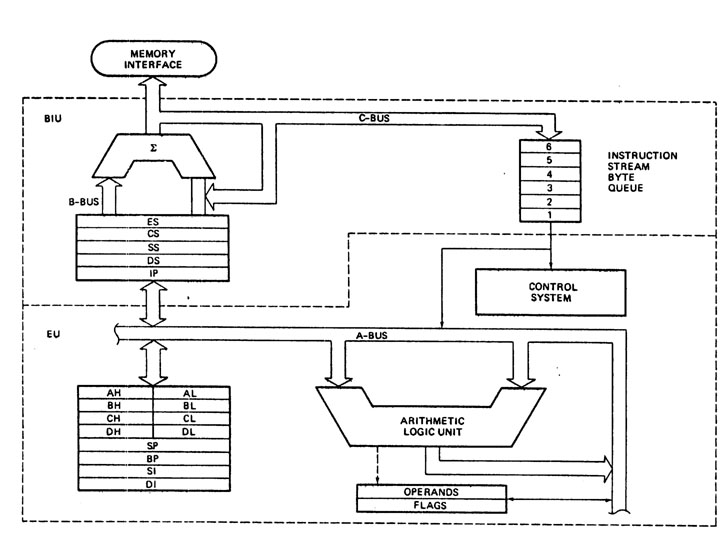 MEMORY
INTERFACE
BIU
C-BUS
Σ
6
5
4
3
2
1
INSTRUCTION
STREAM
BYTE
QUEUE
B-BUS
ES
CS
SS
DS
IP
CONTROL
SYSTEM
EU
A-BUS
AH AL
BH BL
CH CL
DH DL
SP
BP
SI
DI
ARITHMETIC
LOGIC UNIT
OPERANDS
FLAGS